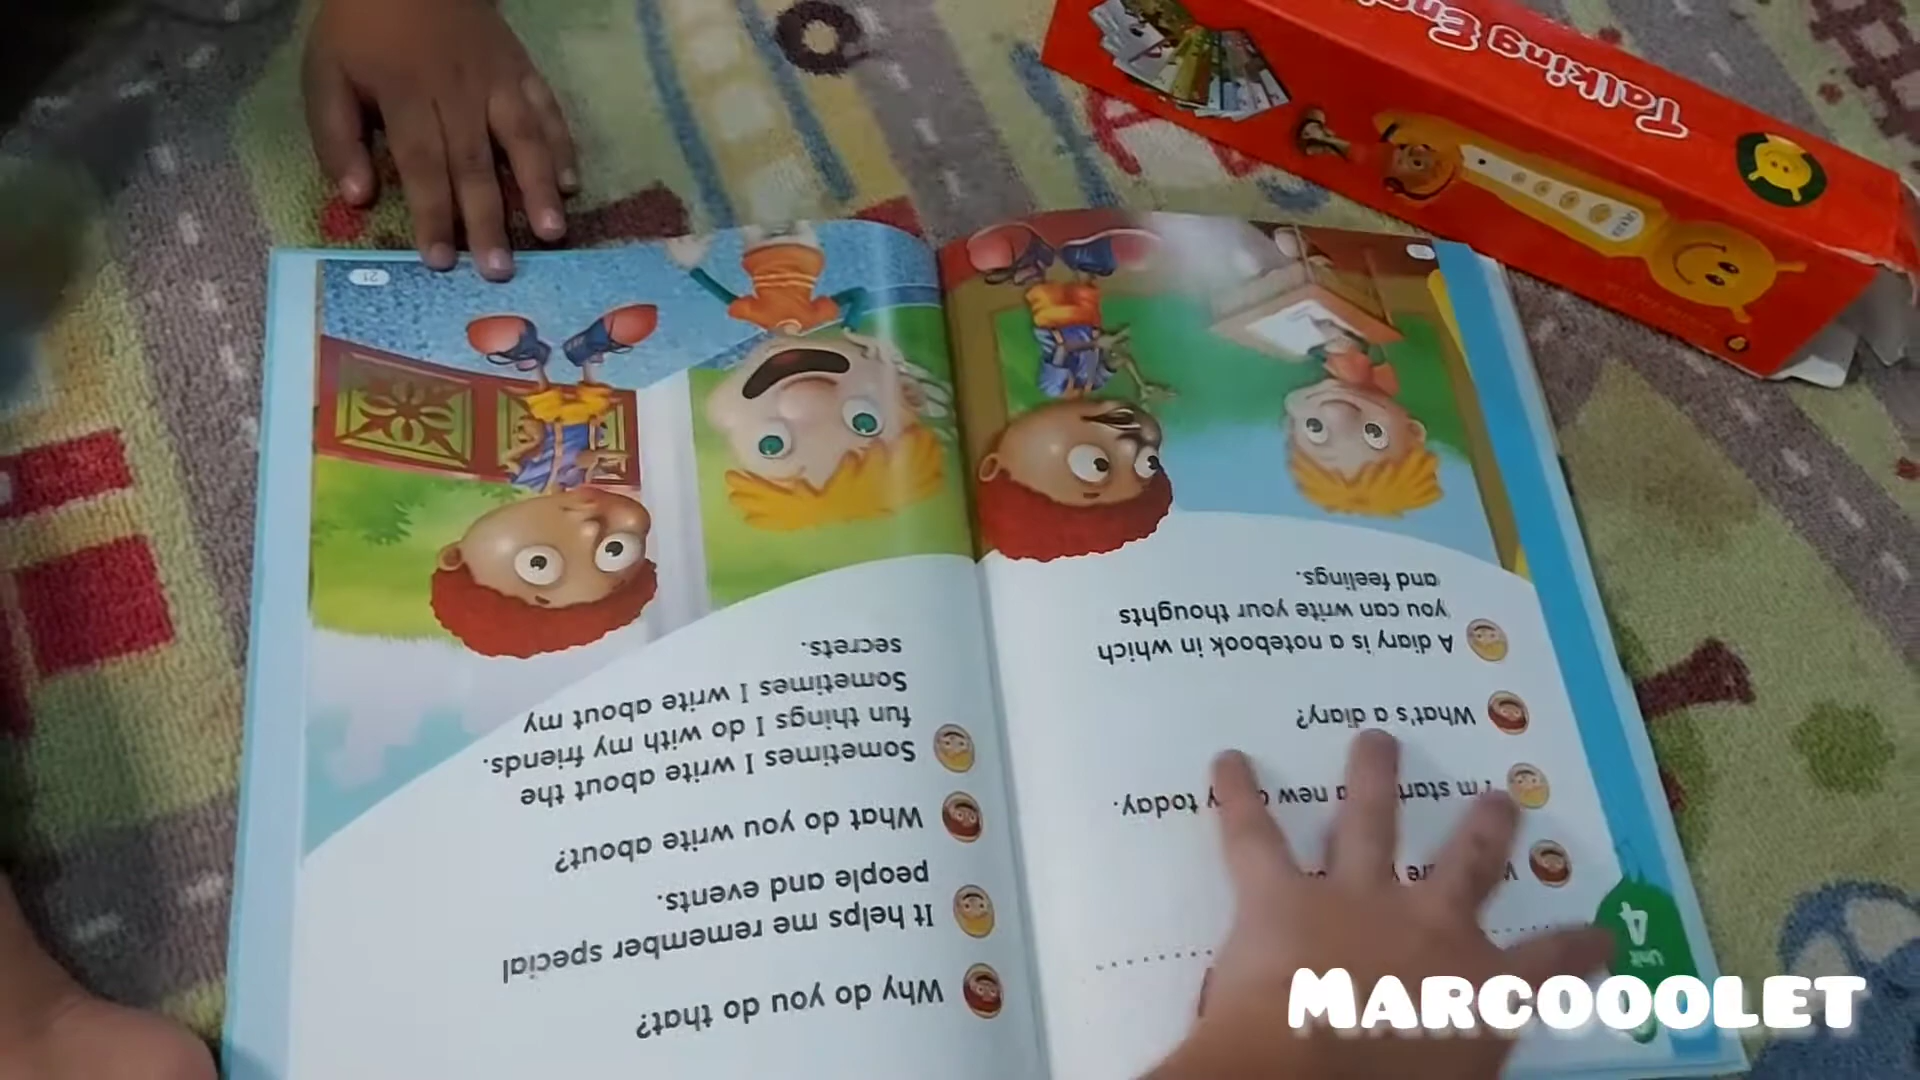 Talking
Unit
4
new
today.
What's a diary?
A diary is a notebook in which
you can write your thoughts
and feelings.
Why do you do that?
It helps me remember special
people and events.
What do you write about?
Sometimes I write about the
fun things I do with my friends.
Sometimes I write about my
secrets.
21
MARCOOOLET